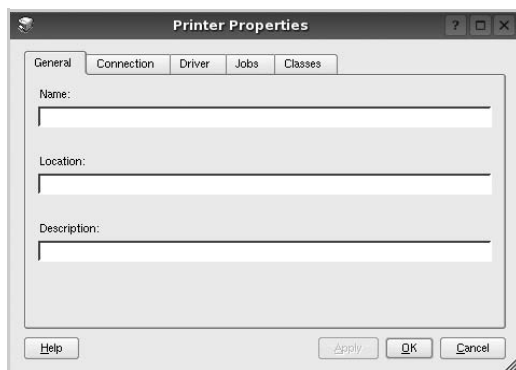 Printer Properties
?
General Connection Driver Jobs Classes
Name:
Location:
Description:
Help Apply OK Cancel